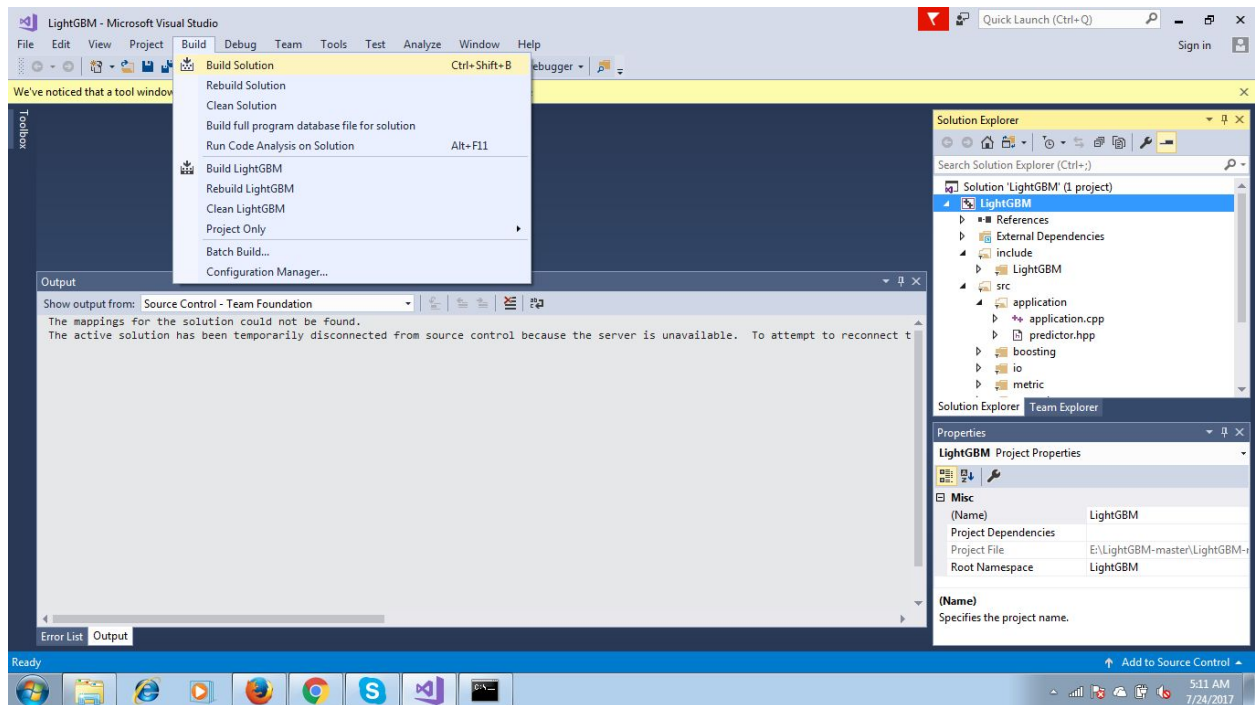 LightGBM - Microsoft Visual Studio
Quick Launch (Ctrl+Q)
File Edit View Project Build Debug Team Tools Test Analyze Window Help
Sign in
Build Solution Ctrl+Shift+B
ebugger
We've noticed that a tool window
Rebuild Solution
Clean Solution
Build full program database file for solution
Run Code Analysis on Solution Alt+F11
Build LightGBM
Rebuild LightGBM
Clean LightGBM
Project Only
Batch Build...
Configuration Manager...
Toolbox
Output
Show output from: Source Control - Team Foundation
The mappings for the solution could not be found.
The active solution has been temporarily disconnected from source control because the server is unavailable. To attempt to reconnect t
Error List Output
Solution Explorer
Search Solution Explorer (Ctrl+;)
Solution 'LightGBM' (1 project)
LightGBM
References
External Dependencies
include
LightGBM
src
application
application.cpp
predictor.hpp
boosting
io
metric
Solution Explorer Team Explorer
Properties
LightGBM Project Properties
Misc
(Name) LightGBM
Project Dependencies
Project File E:\LightGBM-master\LightGBM-r
Root Namespace LightGBM
(Name)
Specifies the project name.
Ready
Add to Source Control
5:11 AM
7/24/2017